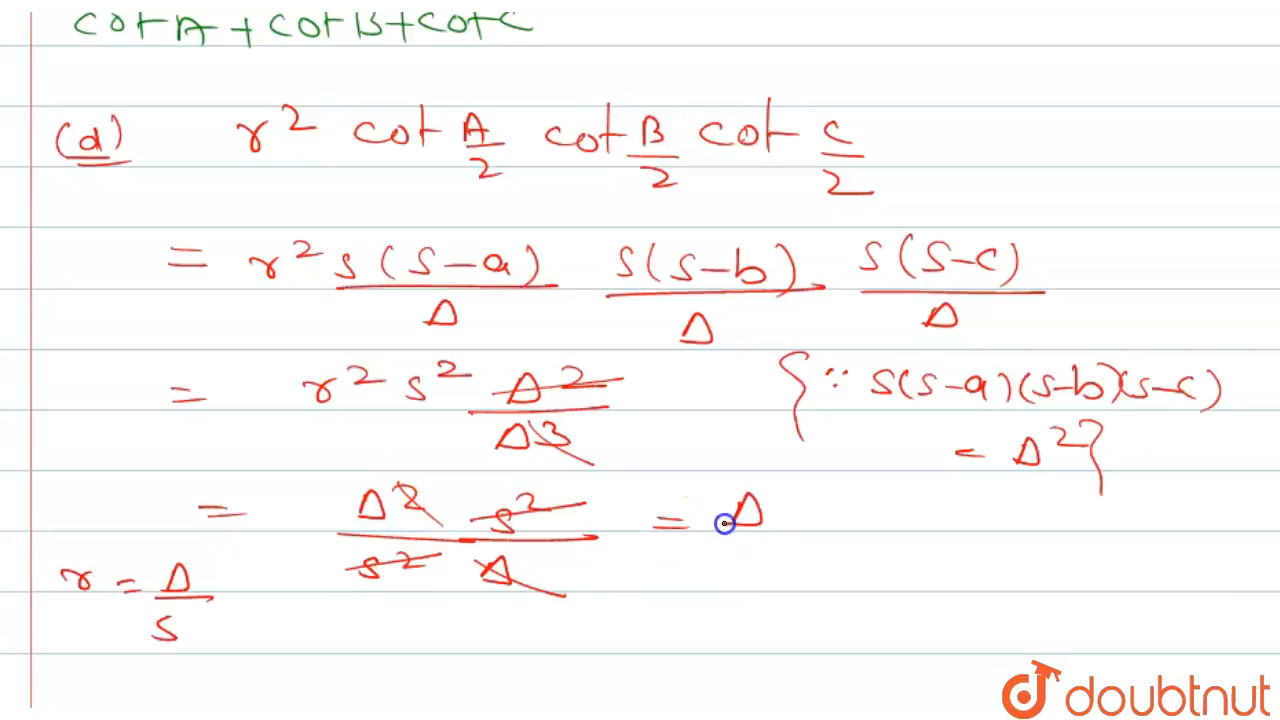 cot A + cot B + cot C
(d) r² cot A/2 cot B/2 cot C/2
= r² s(s-a)/Δ s(s-b)/Δ s(s-c)/Δ
= r² s² Δ²/Δ³ {∵ s(s-a)(s-b)(s-c)
= Δ²}
= Δ² s²/s² Δ = Δ
r = Δ/s
doubtnut